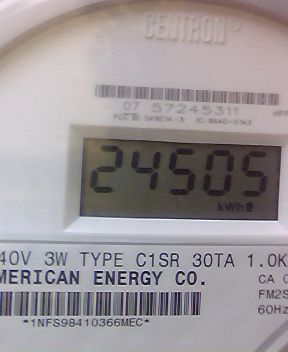 CENTRON
07 57245311
24505
kWh
40V 3W TYPE C1SR 30TA 1.0K
MERICAN ENERGY CO.
CA
FM2S
60Hz
*1NFS98410366MEC*